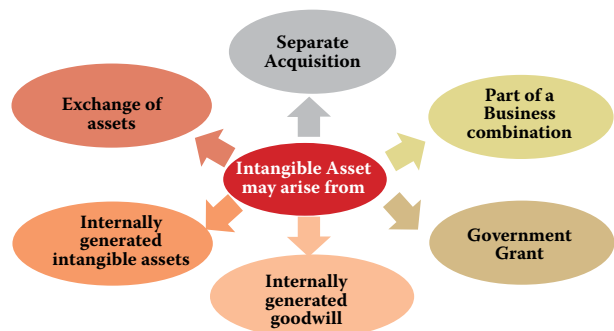 Separate
Acquisition
Exchange of
assets
Part of a
Business
combination
Intangible Asset
may arise from
Internally
generated
intangible assets
Government
Grant
Internally
generated
goodwill